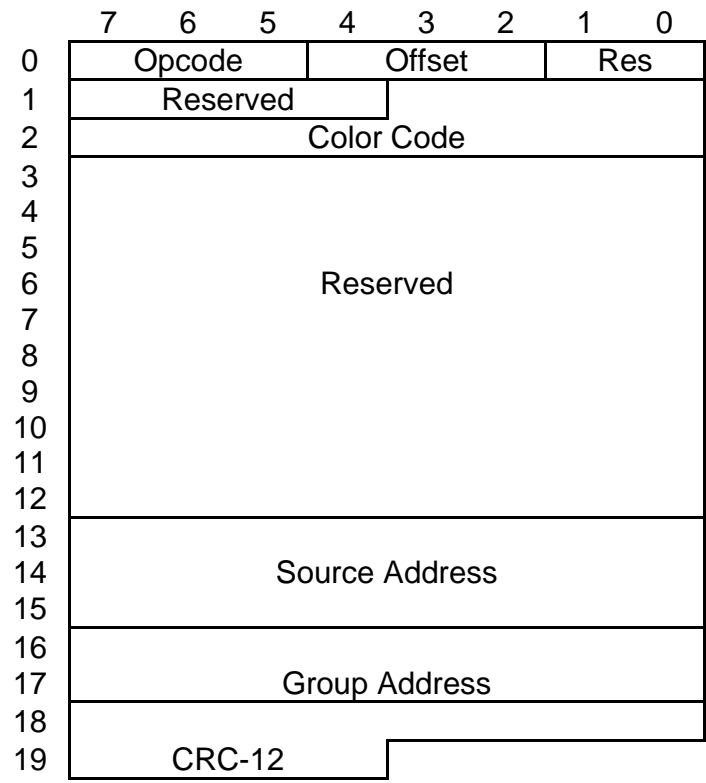 7 6 5 4 3 2 1 0
0 Opcode Offset Res
1 Reserved
2 Color Code
3
4
5
6 Reserved
7
8
9
10
11
12
13
14 Source Address
15
16
17 Group Address
18
19 CRC-12